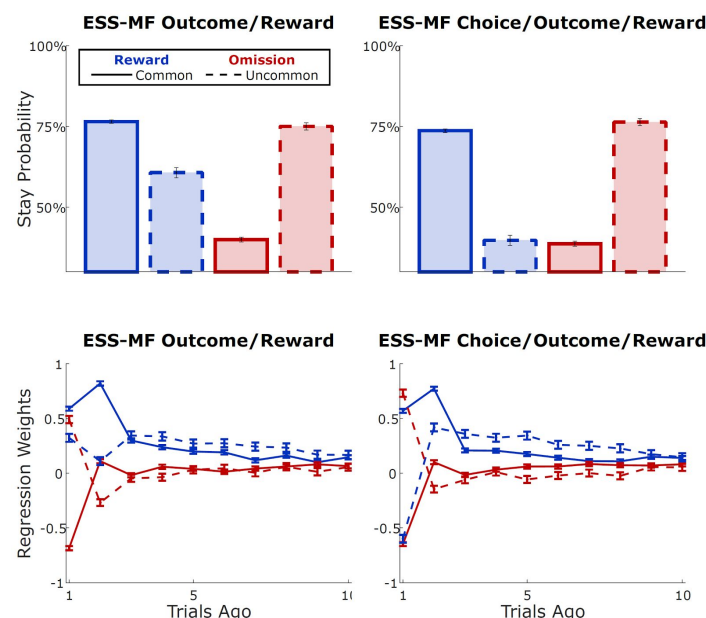 ESS-MF Outcome/Reward
ESS-MF Choice/Outcome/Reward
100%
75%
50%
Stay Probability
Reward Omission
Common Uncommon
100%
75%
50%
ESS-MF Outcome/Reward
ESS-MF Choice/Outcome/Reward
1
0.5
0
-0.5
-1
Regression Weights
1 5 10
Trials Ago
1
0.5
0
-0.5
-1
1 5 10
Trials Ago